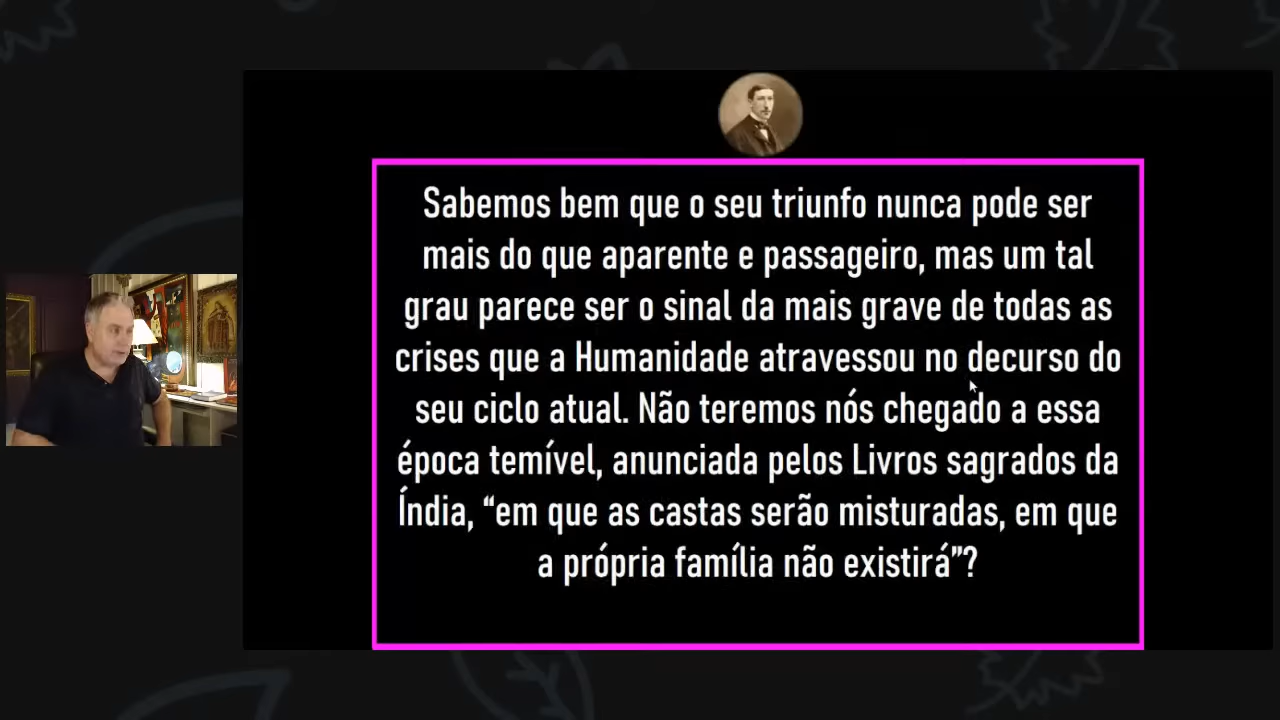 Sabemos bem que o seu triunfo nunca pode ser
mais do que aparente e passageiro, mas um tal
grau parece ser o sinal da mais grave de todas as
crises que a Humanidade atravessou no decurso do
seu ciclo atual. Não teremos nós chegado a essa
época temível, anunciada pelos Livros sagrados da
Índia, “em que as castas serão misturadas, em que
a própria família não existirá”?